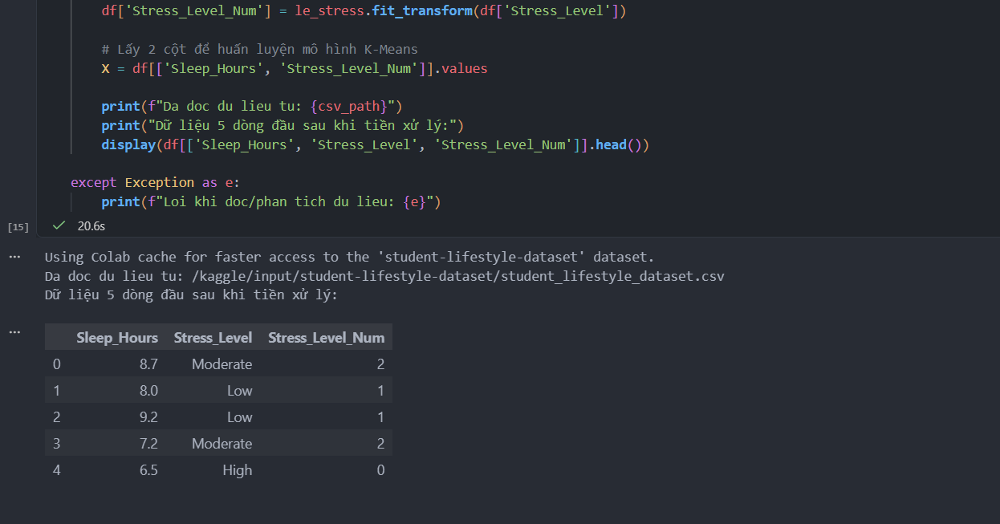 df['Stress_Level_Num'] = le_stress.fit_transform(df['Stress_Level'])
# Lấy 2 cột để huấn luyện mô hình K-Means
X = df[['Sleep_Hours', 'Stress_Level_Num']].values
print(f"Da doc du lieu tu: {csv_path}")
print("Dữ liệu 5 dòng đầu sau khi tiền xử lý:")
display(df[['Sleep_Hours', 'Stress_Level', 'Stress_Level_Num']].head())
except Exception as e:
print(f"Loi khi doc/phan tich du lieu: {e}")
[15] 20.6s
... Using Colab cache for faster access to the 'student-lifestyle-dataset' dataset.
Da doc du lieu tu: /kaggle/input/student-lifestyle-dataset/student_lifestyle_dataset.csv
Dữ liệu 5 dòng đầu sau khi tiền xử lý:
...
Sleep_Hours Stress_Level Stress_Level_Num
0 8.7 Moderate 2
1 8.0 Low 1
2 9.2 Low 1
3 7.2 Moderate 2
4 6.5 High 0